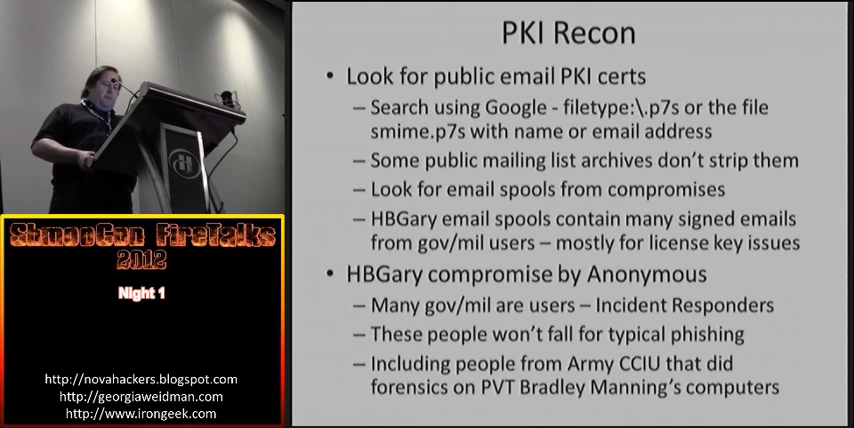 PKI Recon
• Look for public email PKI certs
– Search using Google - filetype:\.p7s or the file
smime.p7s with name or email address
– Some public mailing list archives don't strip them
– Look for email spools from compromises
– HBGary email spools contain many signed emails
from gov/mil users – mostly for license key issues
• HBGary compromise by Anonymous
– Many gov/mil are users – Incident Responders
– These people won't fall for typical phishing
– Including people from Army CCIU that did
forensics on PVT Bradley Manning's computers
ShmooCon FireTalks
2012
Night 1
http://novahackers.blogspot.com
http://georgiaweidman.com
http://www.irongeek.com